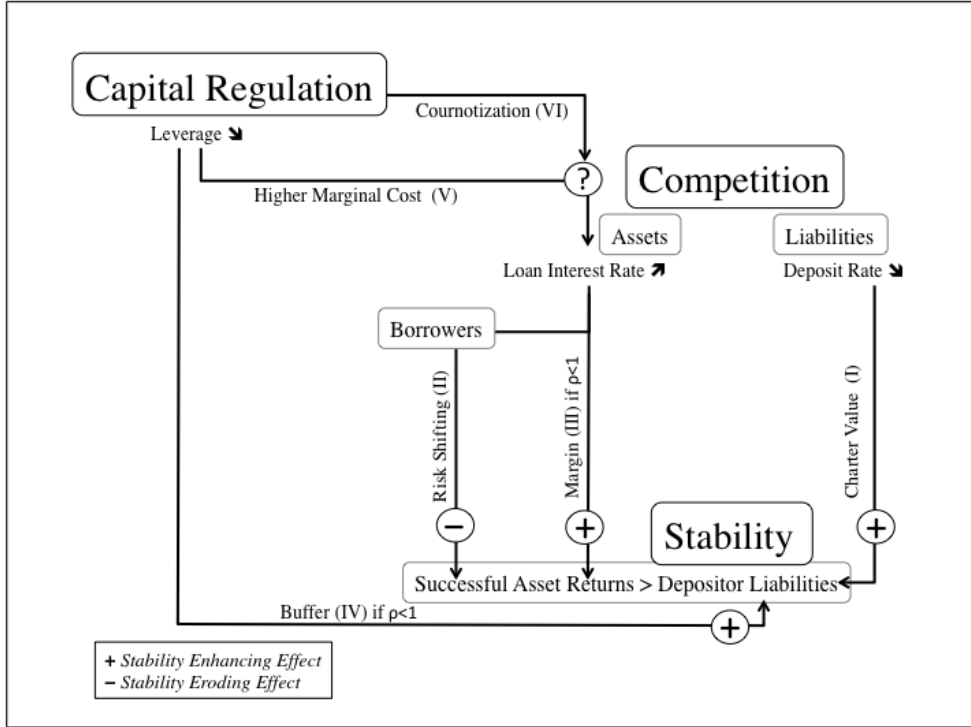 Capital Regulation
Cournotization (VI)
Leverage ⬊
?
Higher Marginal Cost (V)
Competition
Assets
Liabilities
Loan Interest Rate ⬈
Deposit Rate ⬊
Borrowers
Risk Shifting (II)
Margin (III) if ρ<1
Charter Value (I)
−
+
+
Stability
Successful Asset Returns > Depositor Liabilities
Buffer (IV) if ρ<1
+
+ Stability Enhancing Effect
− Stability Eroding Effect